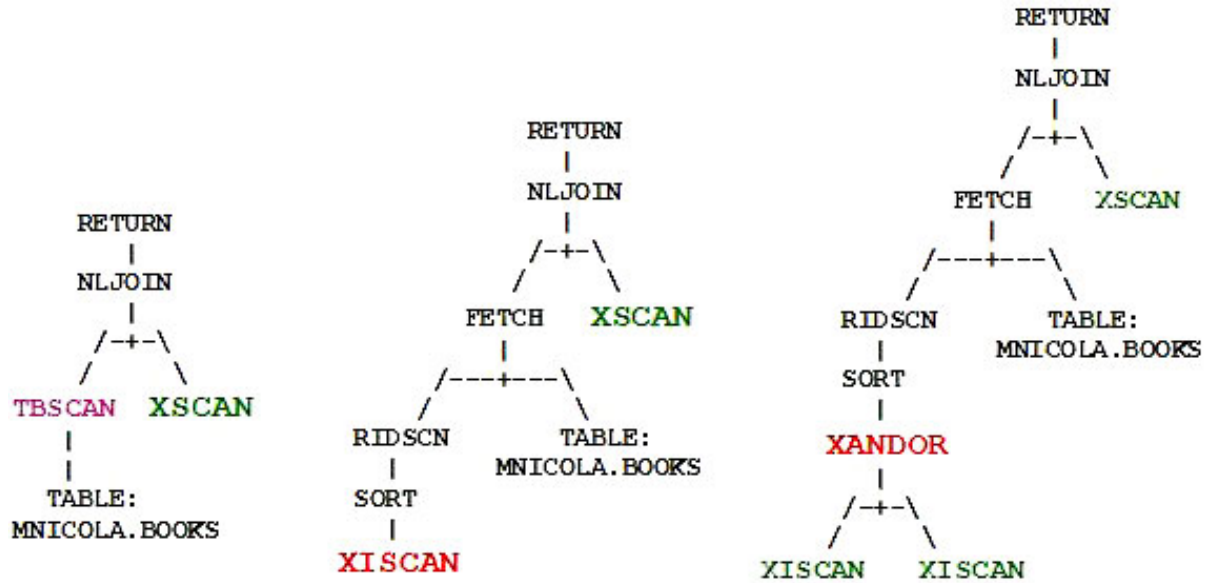 RETURN
|
NLJOIN
|
/-+-\
/ \
TBSCAN XSCAN
|
|
TABLE:
MNICOLA.BOOKS
RETURN
|
NLJOIN
|
/-+-\
/ \
FETCH XSCAN
|
/---+---\
/ \
RIDSCN TABLE:
| MNICOLA.BOOKS
SORT
|
XISCAN
RETURN
|
NLJOIN
|
/-+-\
/ \
FETCH XSCAN
|
/---+---\
/ \
RIDSCN TABLE:
| MNICOLA.BOOKS
SORT
|
XANDOR
|
/-+-\
/ \
XISCAN XISCAN